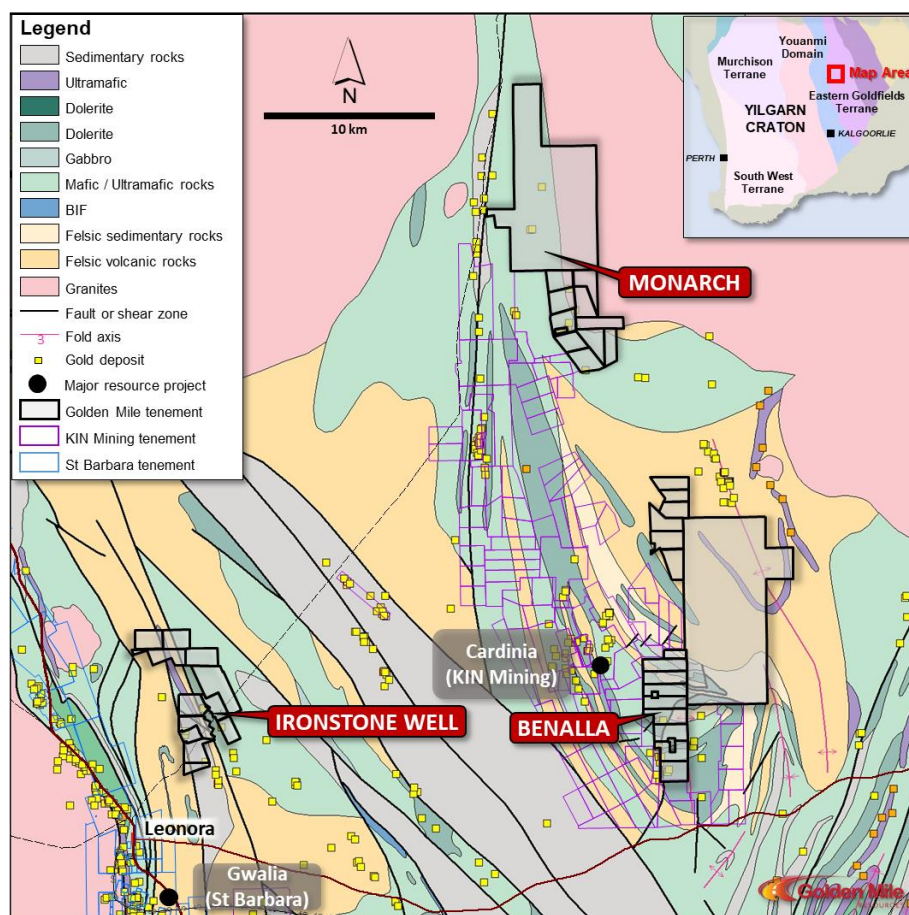 Legend
Sedimentary rocks
Ultramafic
Dolerite
Dolerite
Gabbro
Mafic / Ultramafic rocks
BIF
Felsic sedimentary rocks
Felsic volcanic rocks
Granites
Fault or shear zone
3 Fold axis
Gold deposit
Major resource project
Golden Mile tenement
KIN Mining tenement
St Barbara tenement
N
10 km
Murchison
Terrane
Youanmi
Domain
Map Area
Eastern Goldfields
Terrane
YILGARN
CRATON
KALGOORLIE
PERTH
South West
Terrane
MONARCH
Cardinia
(KIN Mining)
BENALLA
IRONSTONE WELL
Leonora
Gwalia
(St Barbara)
Golden Mile
RESOURCES